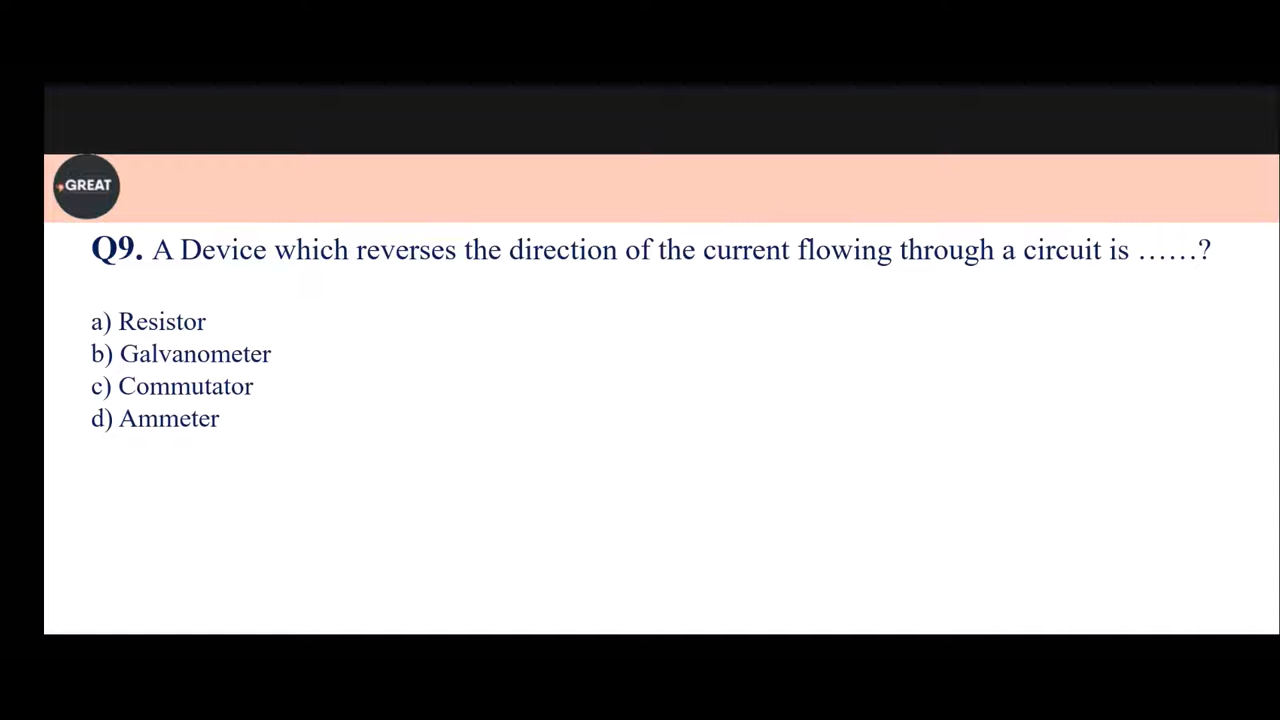 GREAT
Q9. A Device which reverses the direction of the current flowing through a circuit is ……?
a) Resistor
b) Galvanometer
c) Commutator
d) Ammeter